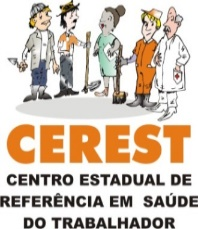 CEREST
CENTRO ESTADUAL DE
REFERÊNCIA EM SAÚDE
DO TRABALHADOR